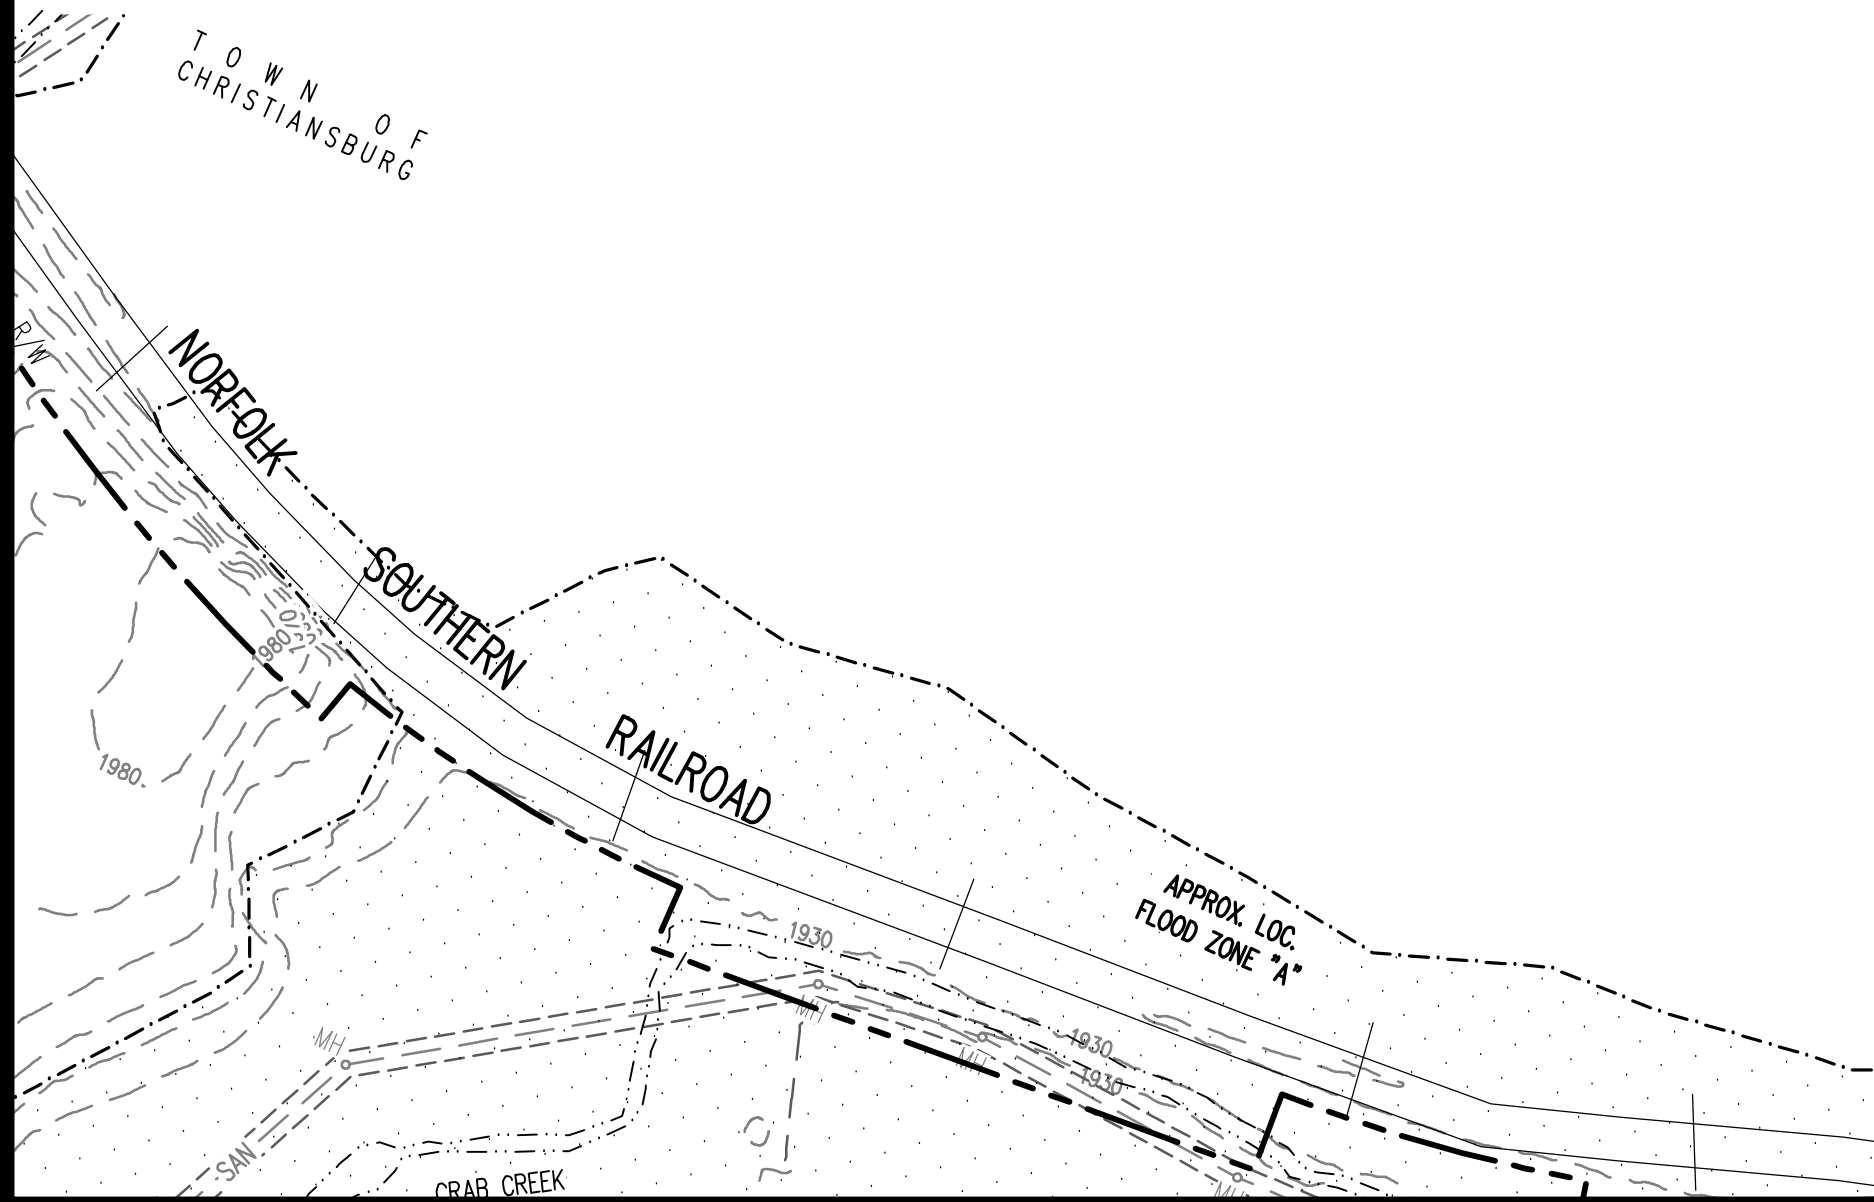 TOWN OF
CHRISTIANSBURG
R/W
NORFOLK
SOUTHERN
1980
1980
RAILROAD
APPROX. LOC.
FLOOD ZONE "A"
1930
MH
MH
1930
MH
1930
SAN
CRAB CREEK
MH